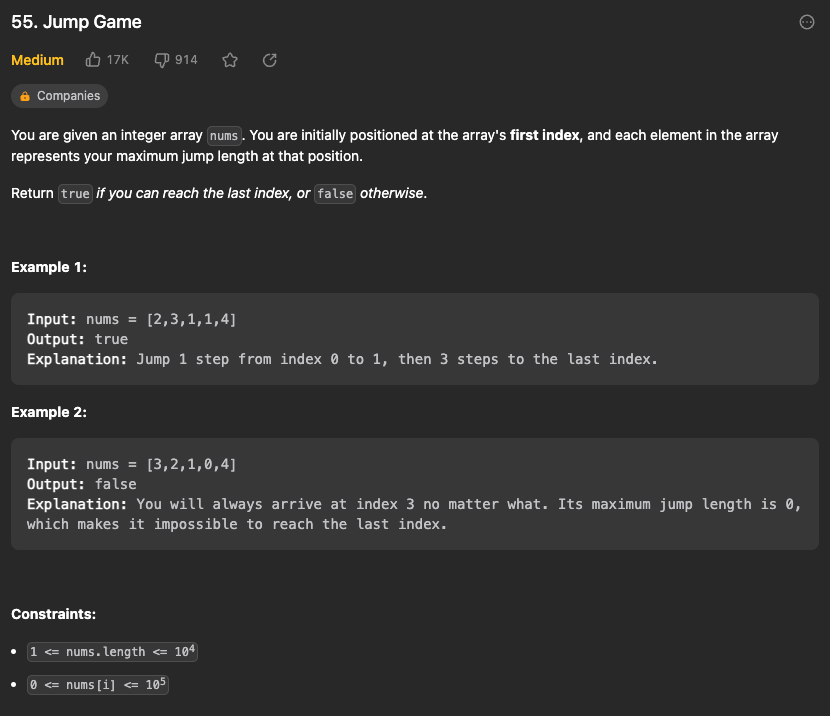 55. Jump Game
Medium 17K 914
Companies
You are given an integer array nums. You are initially positioned at the array's first index, and each element in the array
represents your maximum jump length at that position.
Return true if you can reach the last index, or false otherwise.
Example 1:
Input: nums = [2,3,1,1,4]
Output: true
Explanation: Jump 1 step from index 0 to 1, then 3 steps to the last index.
Example 2:
Input: nums = [3,2,1,0,4]
Output: false
Explanation: You will always arrive at index 3 no matter what. Its maximum jump length is 0,
which makes it impossible to reach the last index.
Constraints:
• 1 <= nums.length <= 10⁴
• 0 <= nums[i] <= 10⁵